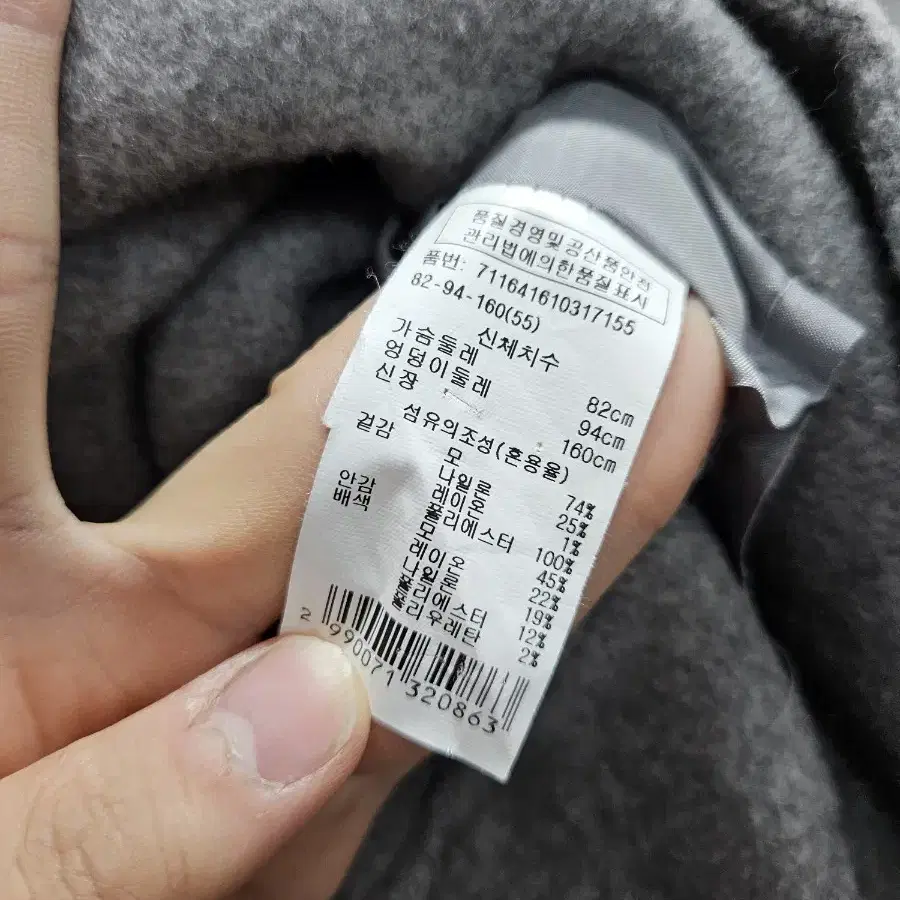 품질경영및공산품안전
관리법에의한품질표시
품번: 711641610317155
82-94-160(55)
신체치수
가슴둘레 82cm
엉덩이둘레 94cm
신장 160cm
섬유의조성(혼용율)
겉감 모 74%
나일론 25%
레이온 1%
안감 폴리에스터 100%
배색 모 45%
레이온 22%
나일론 19%
폴리에스터 12%
폴리우레탄 2%
2 990071 320863